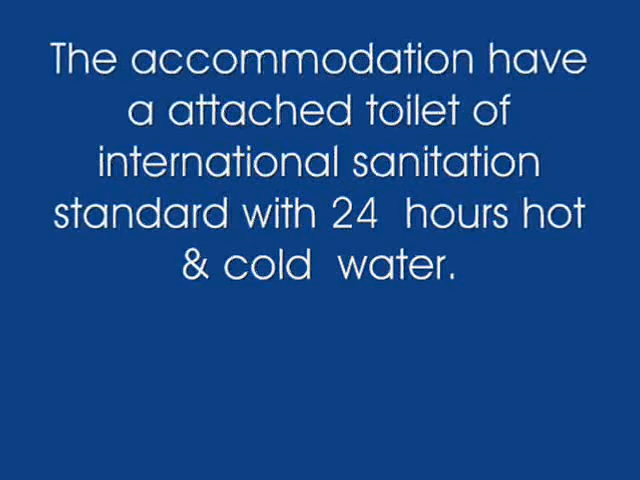 The accommodation have
a attached toilet of
international sanitation
standard with 24  hours hot
& cold  water.